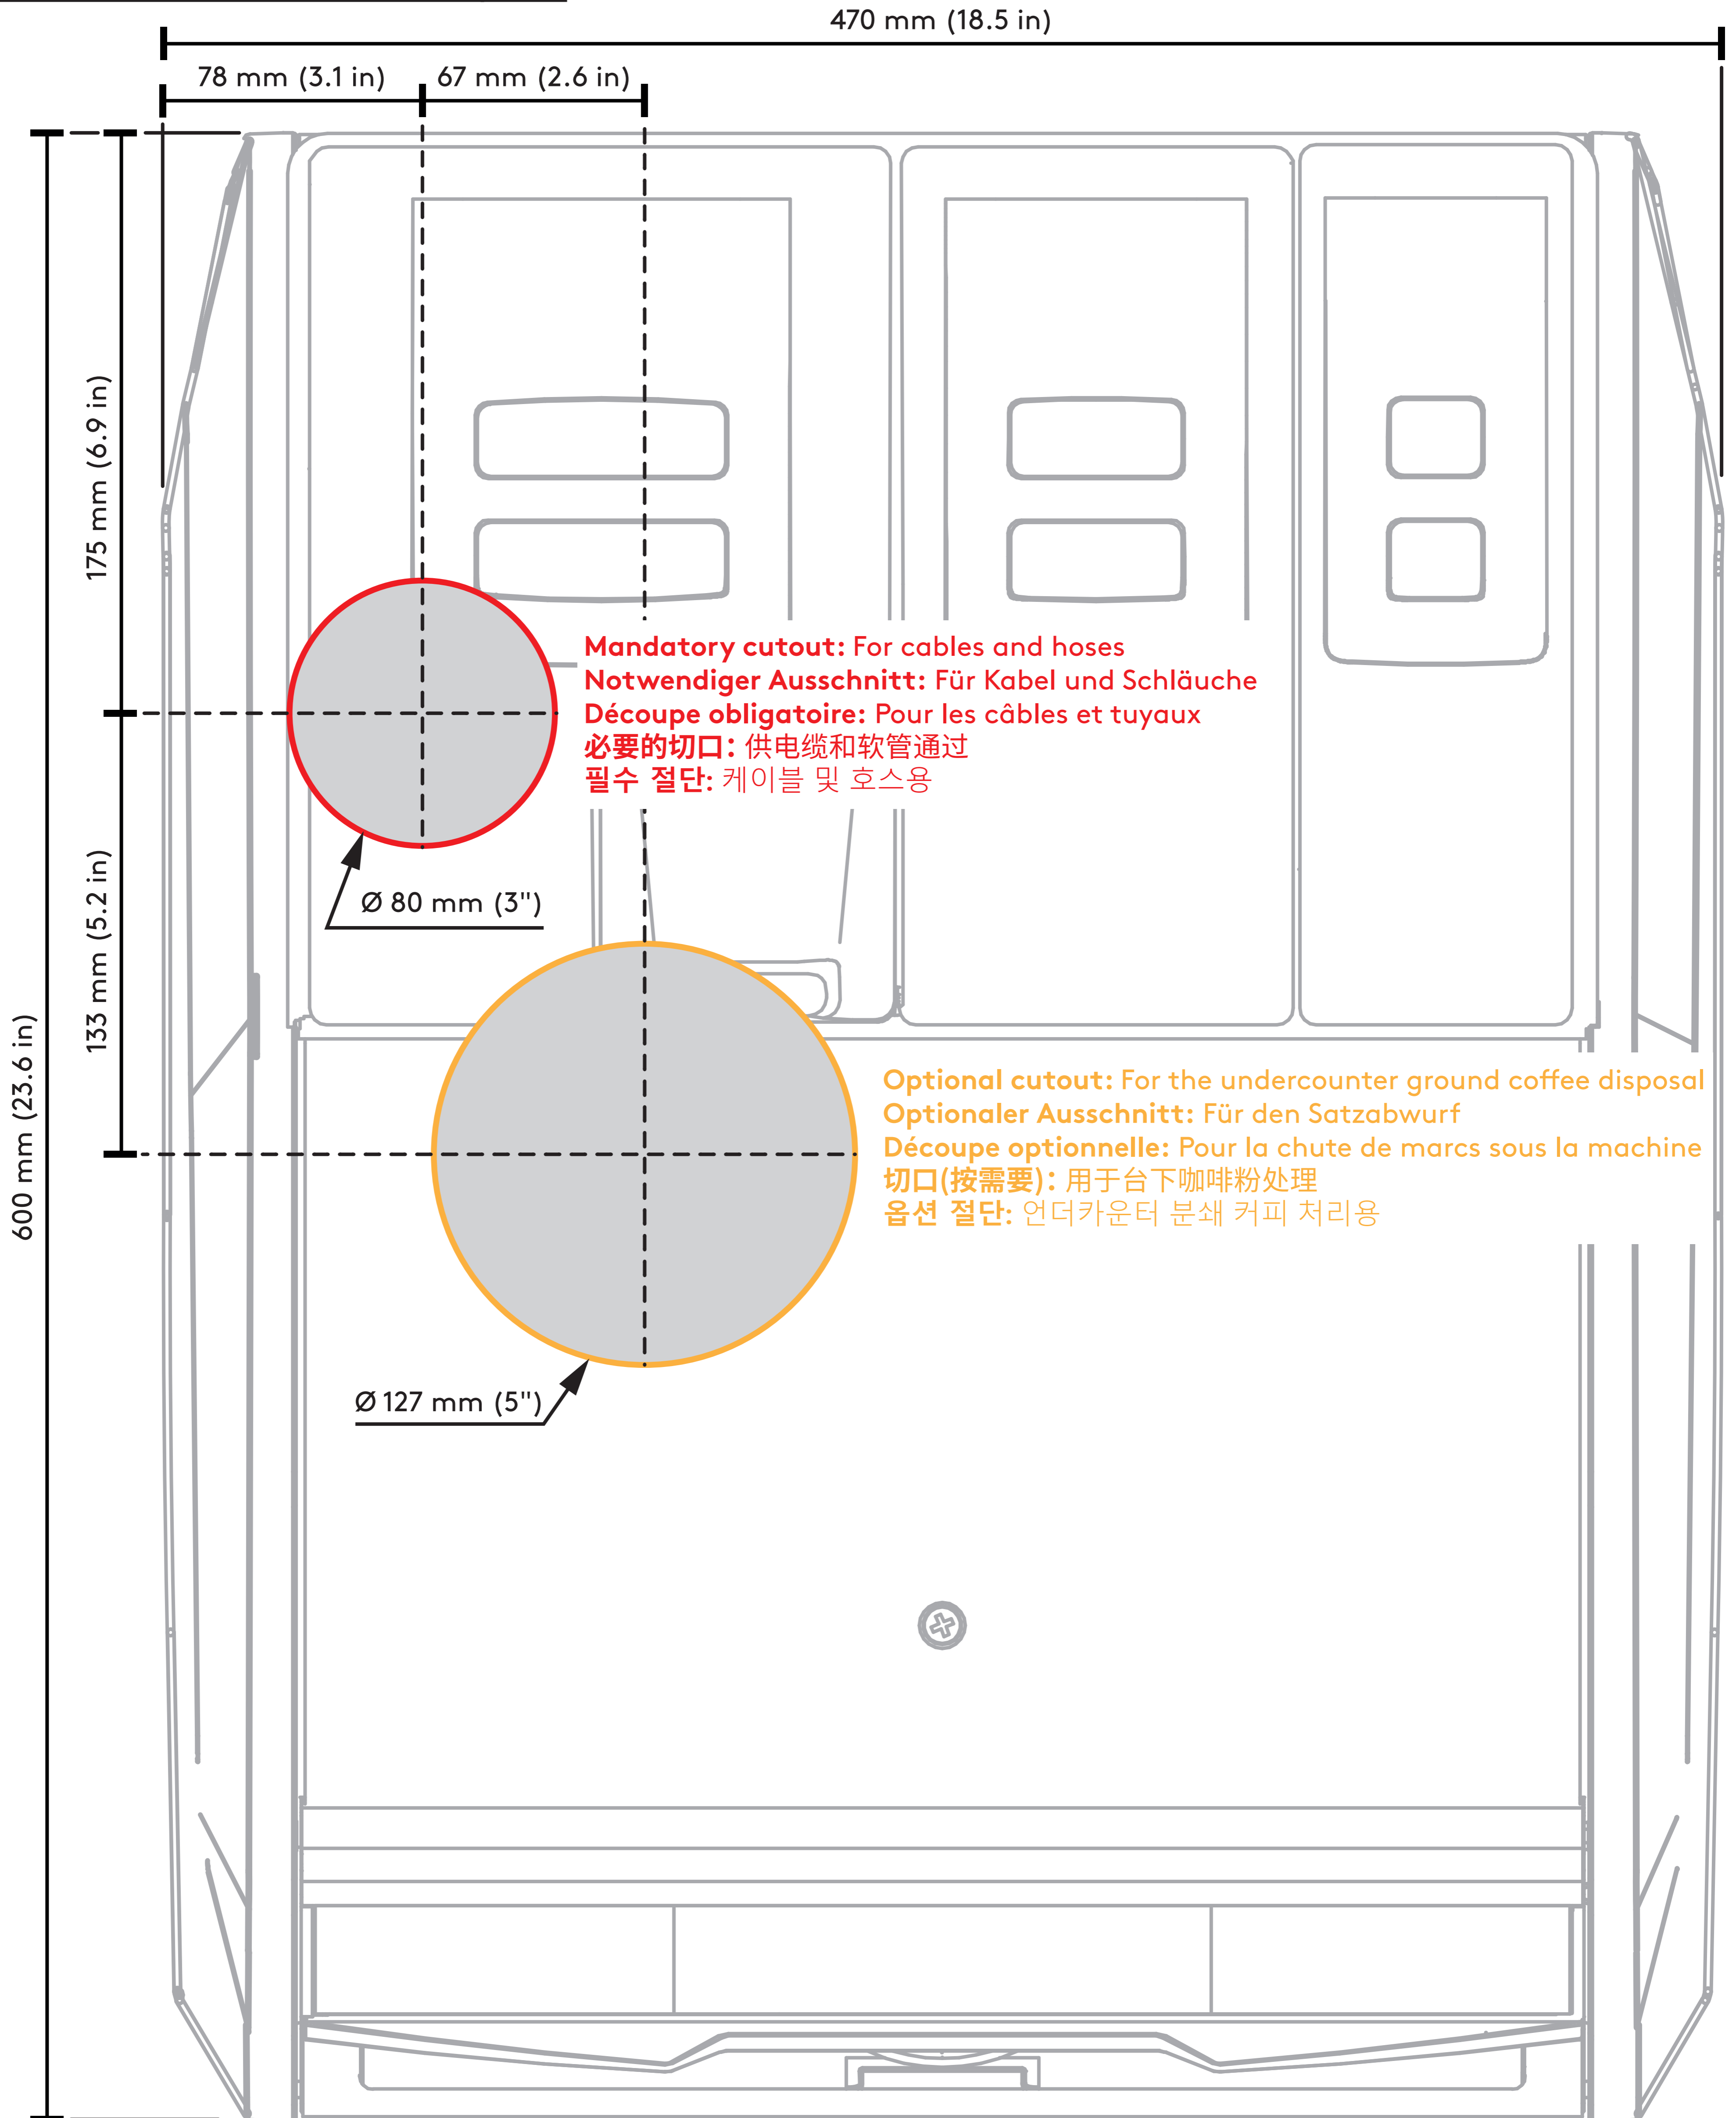 470 mm (18.5 in)
78 mm (3.1 in)
67 mm (2.6 in)
175 mm (6.9 in)
Mandatory cutout: For cables and hoses
Notwendiger Ausschnitt: Für Kabel und Schläuche
Découpe obligatoire: Pour les câbles et tuyaux
必要的切口: 供电缆和软管通过
필수 절단: 케이블 및 호스용
Ø 80 mm (3")
133 mm (5.2 in)
600 mm (23.6 in)
Optional cutout: For the undercounter ground coffee disposal
Optionaler Ausschnitt: Für den Satzabwurf
Découpe optionnelle: Pour la chute de marcs sous la machine
切口(按需要): 用于台下咖啡粉处理
옵션 절단: 언더카운터 분쇄 커피 처리용
Ø 127 mm (5")